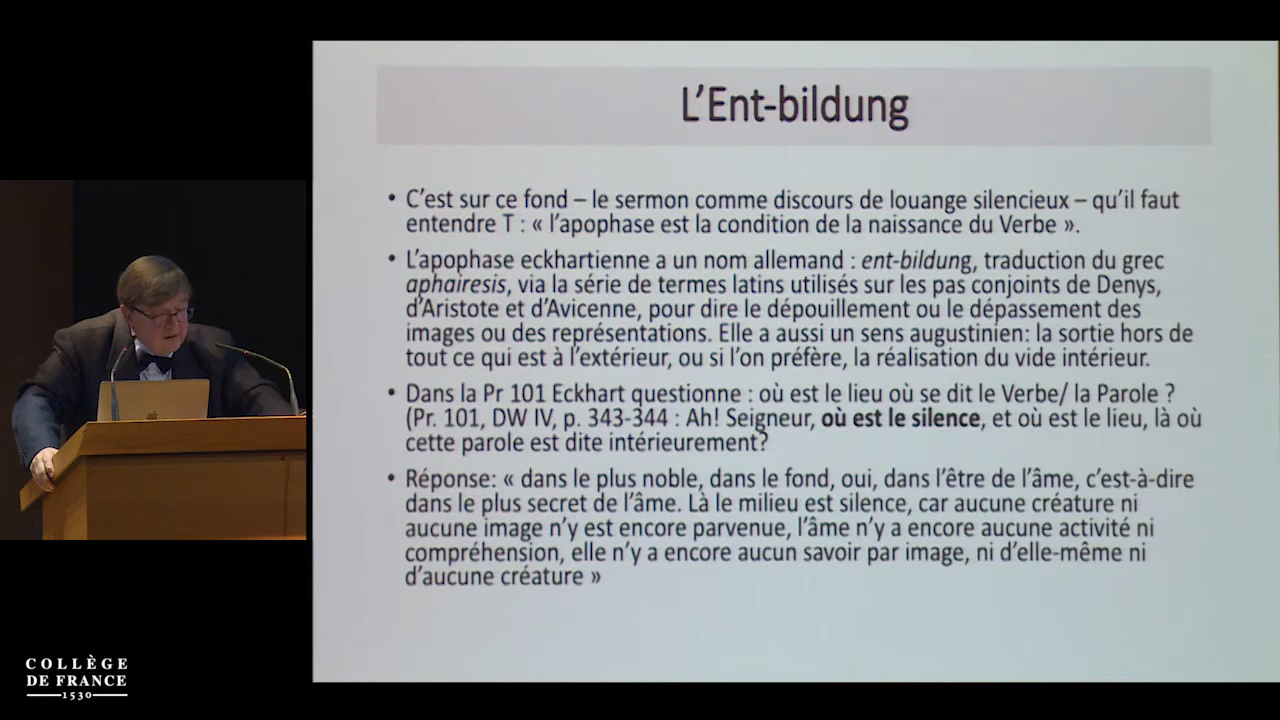 L'Ent-bildung
• C'est sur ce fond – le sermon comme discours de louange silencieux – qu'il faut
entendre T : « l'apophase est la condition de la naissance du Verbe ».
• L'apophase eckhartienne a un nom allemand : ent-bildung, traduction du grec
aphairesis, via la série de termes latins utilisés sur les pas conjoints de Denys,
d'Aristote et d'Avicenne, pour dire le dépouillement ou le dépassement des
images ou des représentations. Elle a aussi un sens augustinien: la sortie hors de
tout ce qui est à l'extérieur, ou si l'on préfère, la réalisation du vide intérieur.
• Dans la Pr 101 Eckhart questionne : où est le lieu où se dit le Verbe/ la Parole ?
(Pr. 101, DW IV, p. 343-344 : Ah! Seigneur, où est le silence, et où est le lieu, là où
cette parole est dite intérieurement?
• Réponse: « dans le plus noble, dans le fond, oui, dans l'être de l'âme, c'est-à-dire
dans le plus secret de l'âme. Là le milieu est silence, car aucune créature ni
aucune image n'y est encore parvenue, l'âme n'y a encore aucune activité ni
compréhension, elle n'y a encore aucun savoir par image, ni d'elle-même ni
d'aucune créature »
COLLÈGE
DE FRANCE
1530